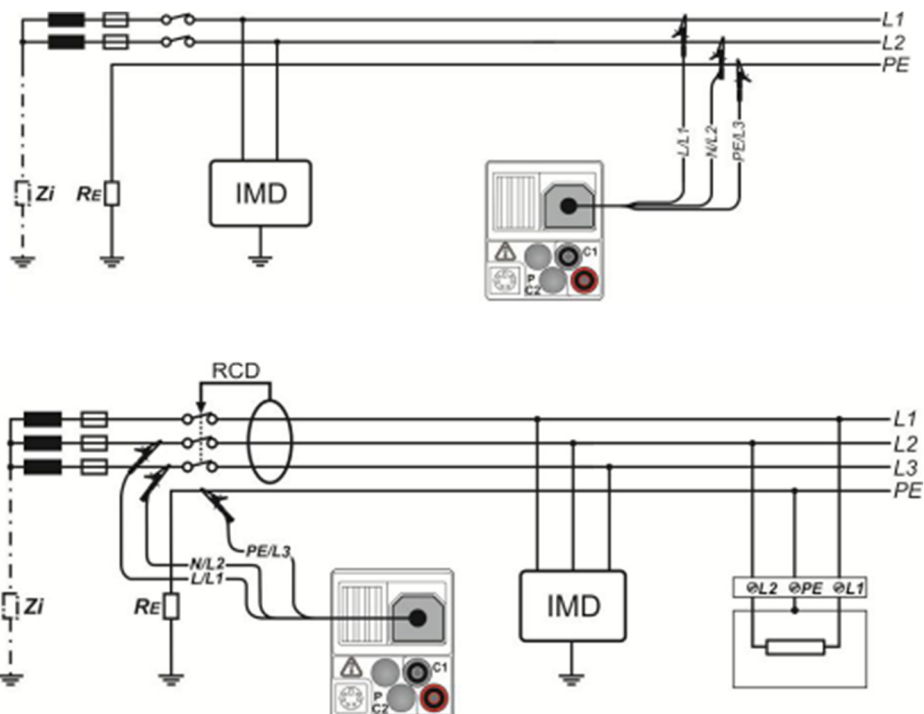 L1
L2
PE
Zi
RE
IMD
L/L1
N/L2
PE/L3
C1
P
C2
RCD
L1
L2
L3
PE
PE/L3
N/L2
L/L1
Zi
RE
IMD
L2 PE L1
C1
P
C2